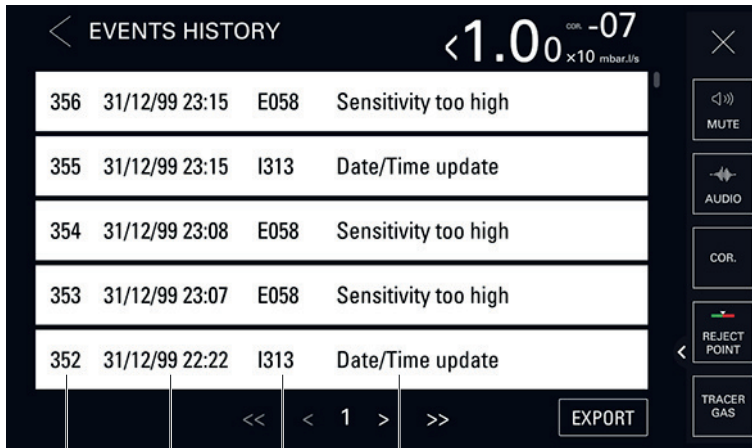 < EVENTS HISTORY
<1.00 COR. -07
x10 mbar.l/s
356 31/12/99 23:15 E058 Sensitivity too high
355 31/12/99 23:15 I313 Date/Time update
354 31/12/99 23:08 E058 Sensitivity too high
353 31/12/99 23:07 E058 Sensitivity too high
352 31/12/99 22:22 I313 Date/Time update
<< < 1 > >> EXPORT
MUTE
AUDIO
COR.
REJECT
POINT
TRACER
GAS